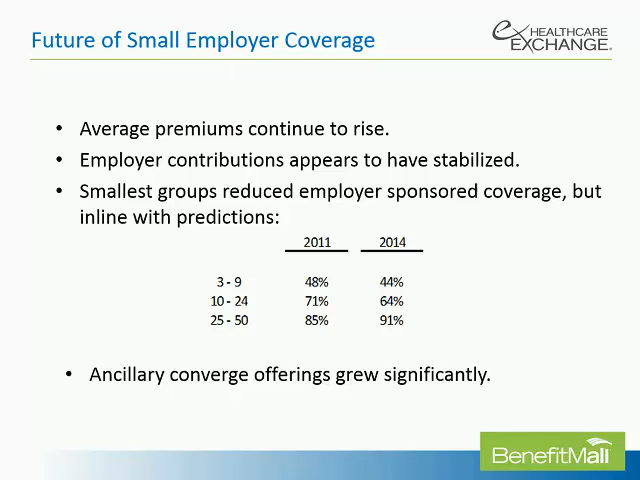 Future of Small Employer Coverage
ex HEALTHCARE
EXCHANGE.
• Average premiums continue to rise.
• Employer contributions appears to have stabilized.
• Smallest groups reduced employer sponsored coverage, but
inline with predictions:
2011 2014
3 - 9 48% 44%
10 - 24 71% 64%
25 - 50 85% 91%
• Ancillary converge offerings grew significantly.
BenefitMall